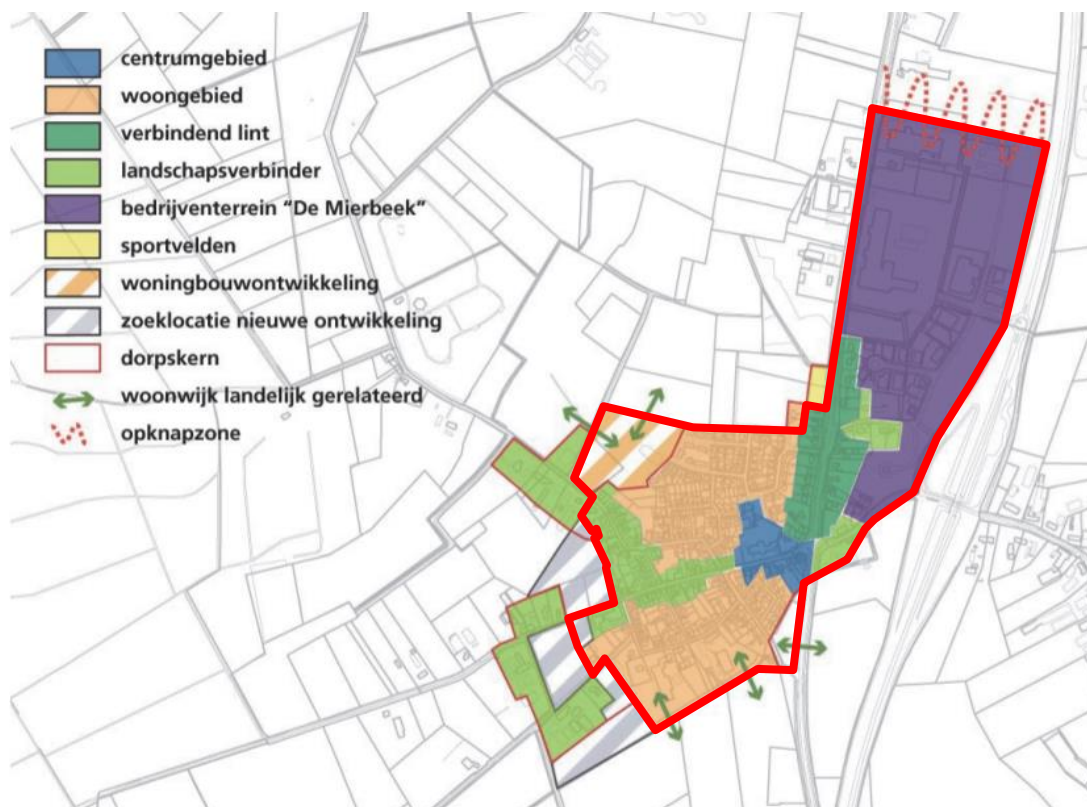 centrumgebied
woongebied
verbindend lint
landschapsverbinder
bedrijventerrein “De Mierbeek”
sportvelden
woningbouwontwikkeling
zoeklocatie nieuwe ontwikkeling
dorpskern
woonwijk landelijk gerelateerd
opknapzone